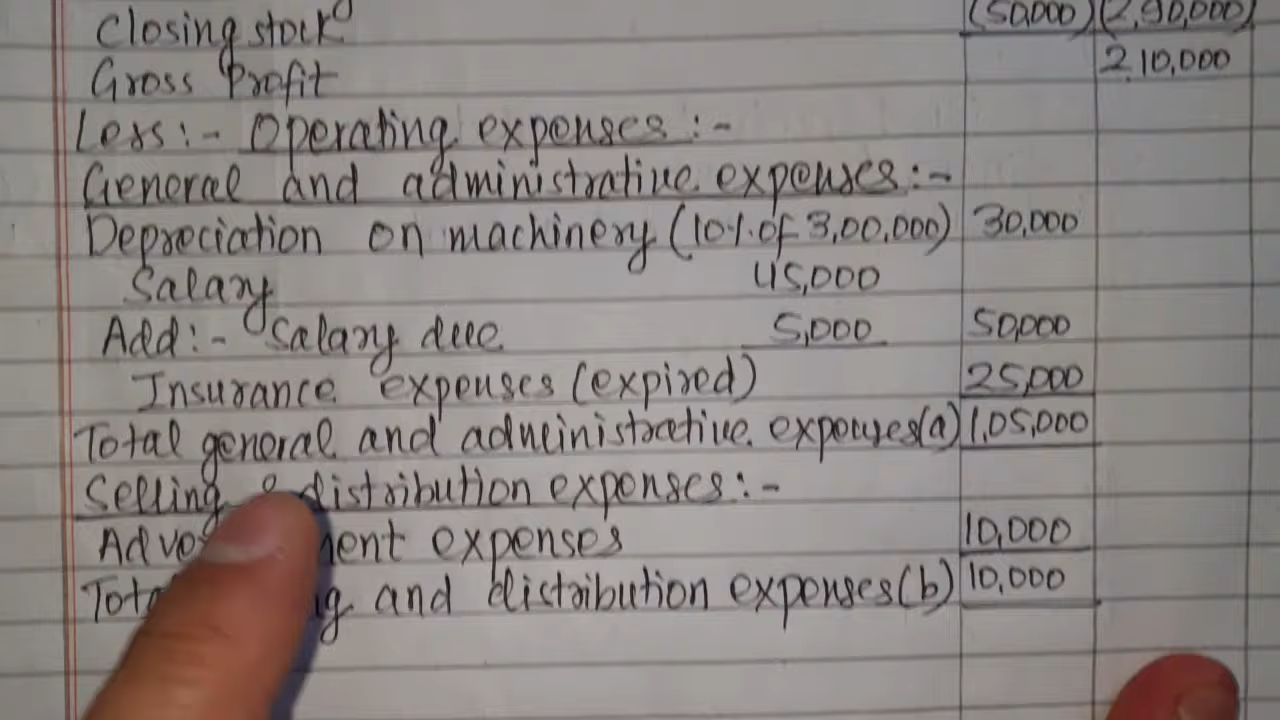 Closing stock (50,000) (2,90,000)
Gross Profit 2,10,000
Less:- Operating expenses:-
General and administrative expenses:-
Depreciation on machinery (10% of 3,00,000) 30,000
Salary 45,000
Add:- Salary due 5,000 50,000
Insurance expenses (expired) 25,000
Total general and administrative expenses(a) 1,05,000
Selling & distribution expenses:-
expenses 10,000
and distribution expenses(b) 10,000